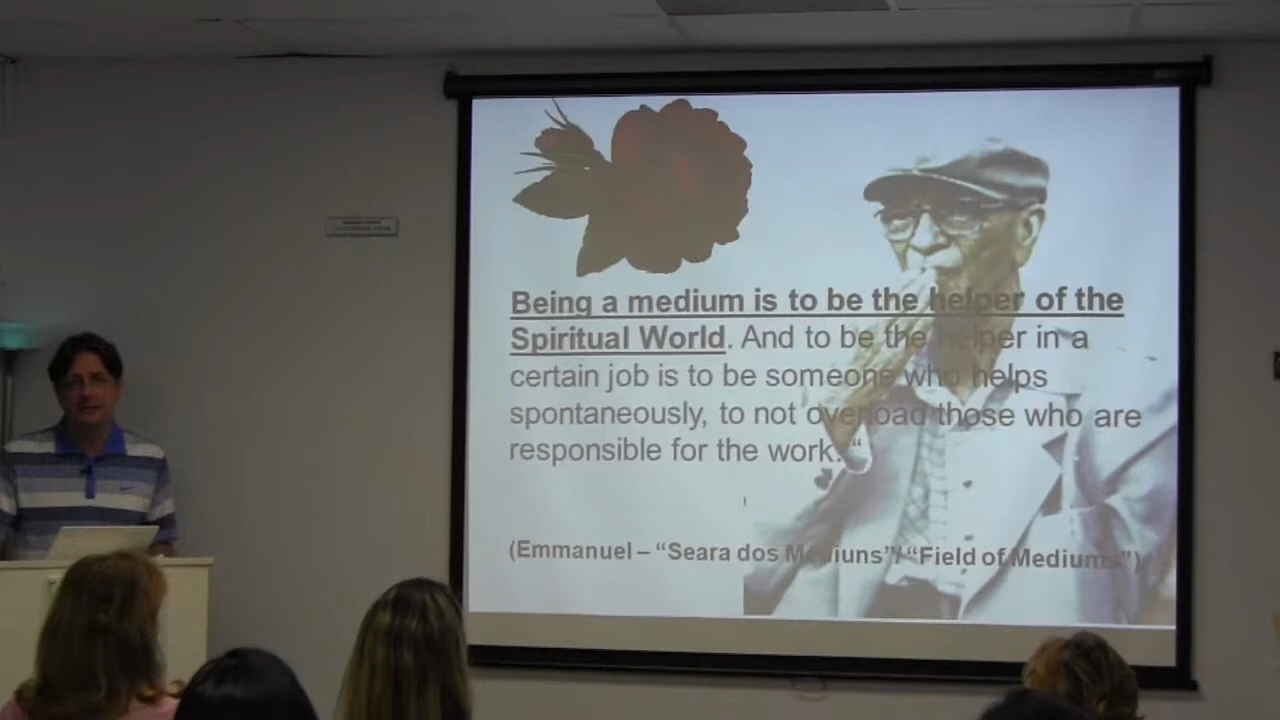 Being a medium is to be the helper of the
Spiritual World. And to be the helper in a
certain job is to be someone who helps
spontaneously, to not overload those who are
responsible for the work. “
(Emmanuel – “Seara dos Mediuns”/ “Field of Mediums”)